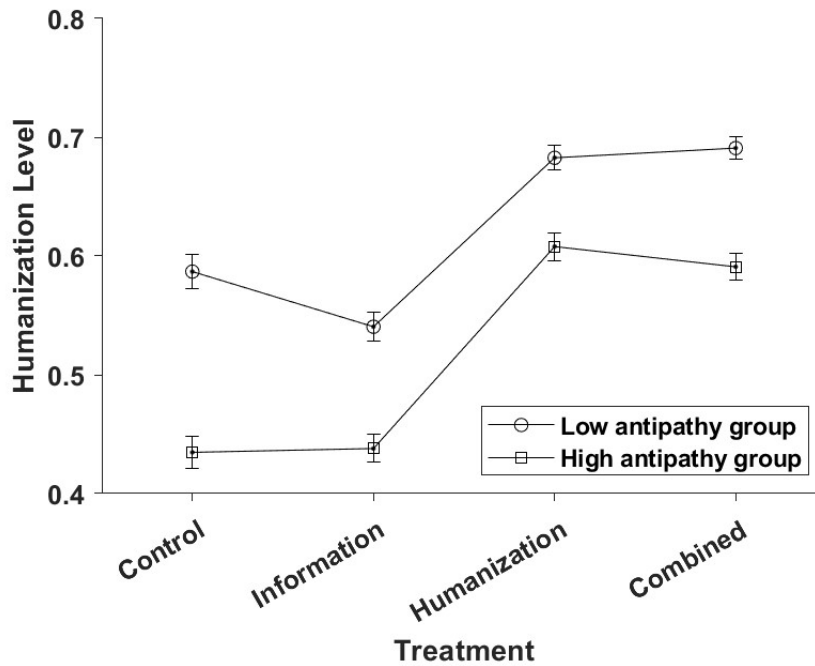 0.8
0.7
0.6
0.5
0.4
Humanization Level
Low antipathy group
High antipathy group
Control
Information
Humanization
Combined
Treatment